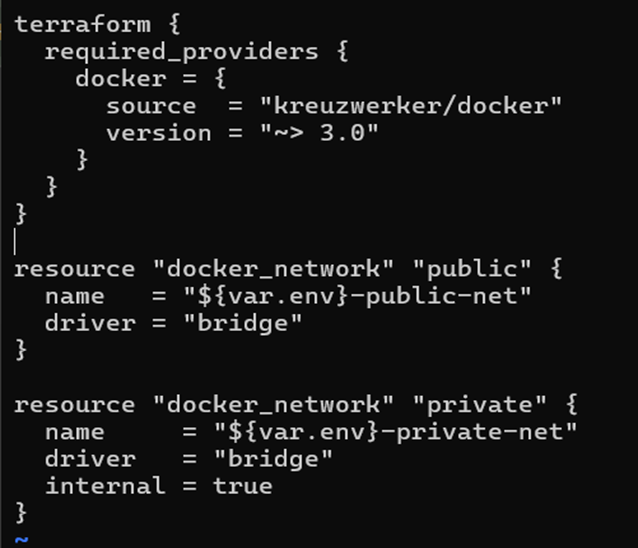 terraform {
  required_providers {
    docker = {
      source  = "kreuzwerker/docker"
      version = "~> 3.0"
    }
  }
}

resource "docker_network" "public" {
  name   = "${var.env}-public-net"
  driver = "bridge"
}

resource "docker_network" "private" {
  name     = "${var.env}-private-net"
  driver   = "bridge"
  internal = true
}
~